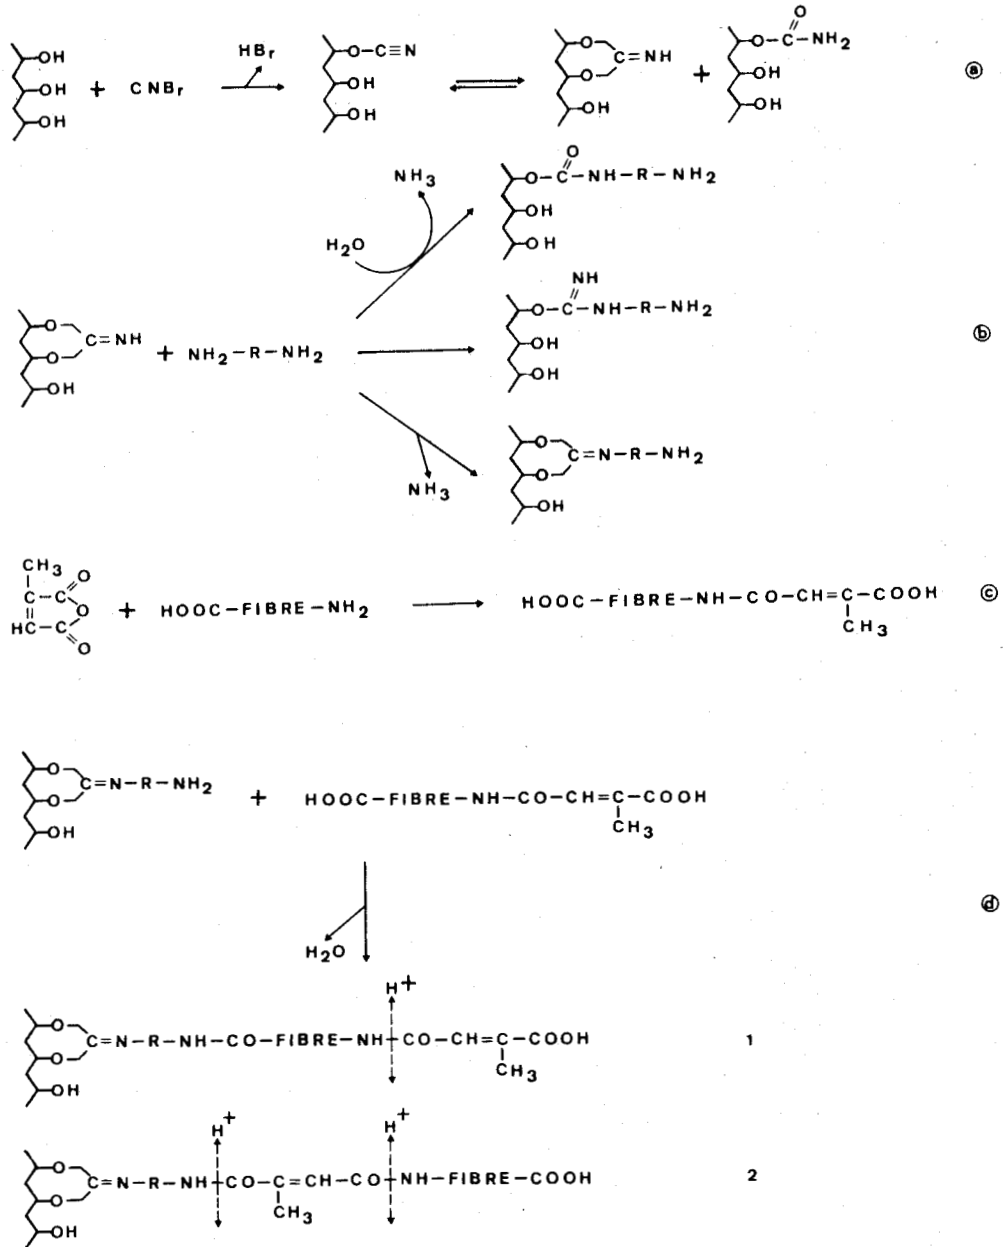 OH
OH
OH
+ CNBr
HBr
O-C≡N
OH
OH
O
O
C=NH
OH
+
O
O-C-NH2
OH
OH
ⓐ
O
O
C=NH
OH
+ NH2-R-NH2
H2O
NH3
O
O-C-NH-R-NH2
OH
OH
NH
O-C-NH-R-NH2
OH
OH
ⓑ
NH3
O
O
C=N-R-NH2
OH
CH3
C-C
O
O
HC-C
O
+ HOOC-FIBRE-NH2
HOOC-FIBRE-NH-CO-CH=C-COOH
CH3
ⓒ
O
O
C=N-R-NH2
OH
+ HOOC-FIBRE-NH-CO-CH=C-COOH
CH3
H2O
ⓓ
H+
O
O
C=N-R-NH-CO-FIBRE-NH-CO-CH=C-COOH
CH3
OH
1
H+ H+
O
O
C=N-R-NH-CO-C=CH-CO-NH-FIBRE-COOH
CH3
OH
2